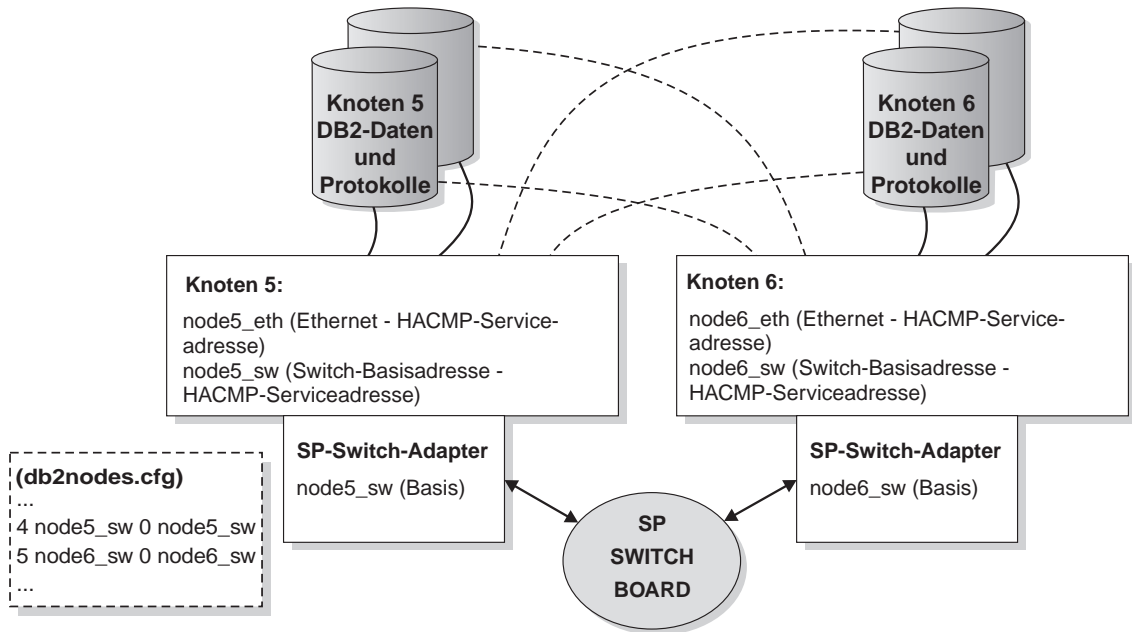 Knoten 5
DB2-Daten
und
Protokolle
Knoten 6
DB2-Daten
und
Protokolle
Knoten 5:
node5_eth (Ethernet - HACMP-Service-
adresse)
node5_sw (Switch-Basisadresse -
HACMP-Serviceadresse)
Knoten 6:
node6_eth (Ethernet - HACMP-Service-
adresse)
node6_sw (Switch-Basisadresse -
HACMP-Serviceadresse)
SP-Switch-Adapter
node5_sw (Basis)
SP-Switch-Adapter
node6_sw (Basis)
(db2nodes.cfg)
...
4 node5_sw 0 node5_sw
5 node6_sw 0 node6_sw
...
SP
SWITCH
BOARD